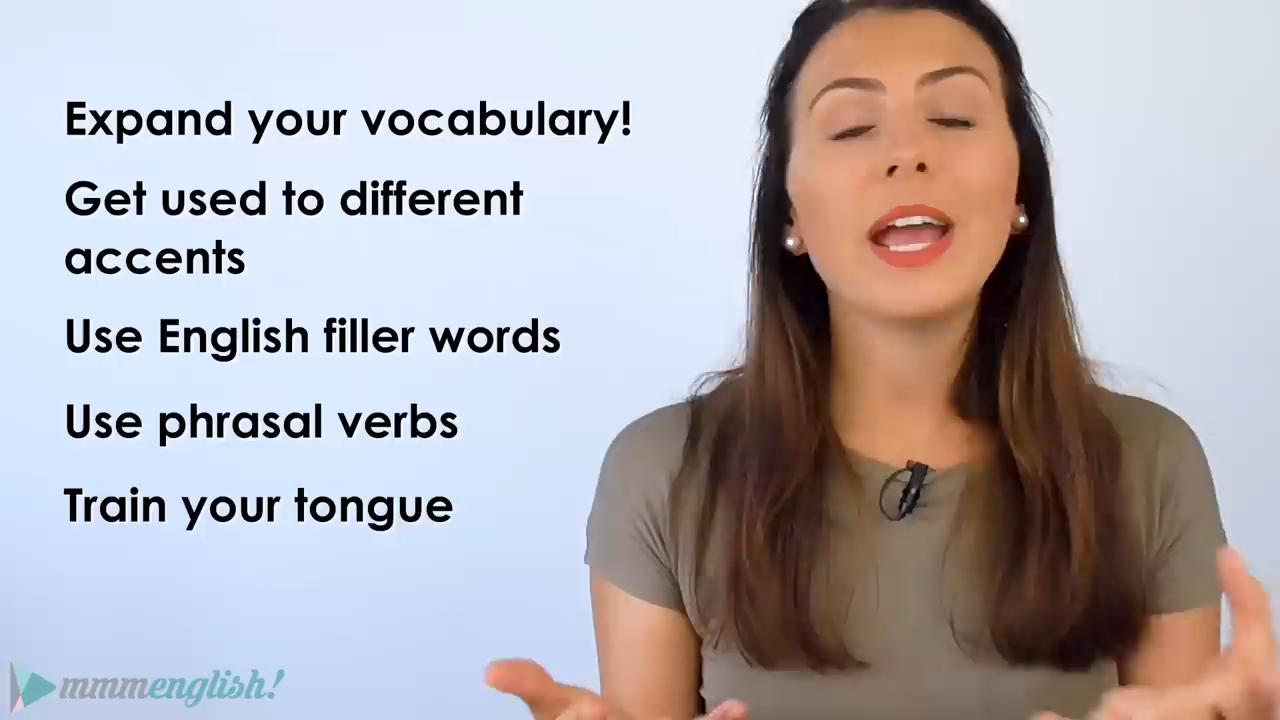 Expand your vocabulary!
Get used to different
accents
Use English filler words
Use phrasal verbs
Train your tongue
mmmenglish!